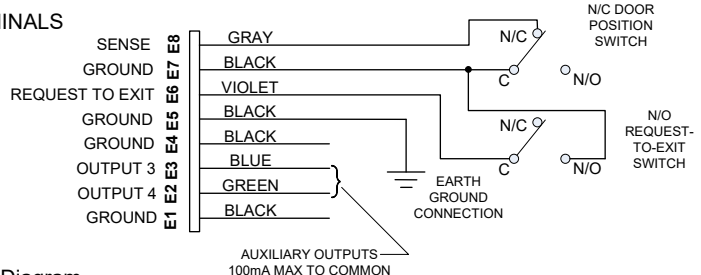 MINALS
SENSE E8 GRAY
GROUND E7 BLACK
REQUEST TO EXIT E6 VIOLET
GROUND E5 BLACK
GROUND E4 BLACK
OUTPUT 3 E3 BLUE
OUTPUT 4 E2 GREEN
GROUND E1 BLACK
N/C DOOR
POSITION
SWITCH
N/C
C
N/O
N/O
REQUEST-
TO-EXIT
SWITCH
N/C
C
N/O
EARTH
GROUND
CONNECTION
AUXILIARY OUTPUTS
100mA MAX TO COMMON